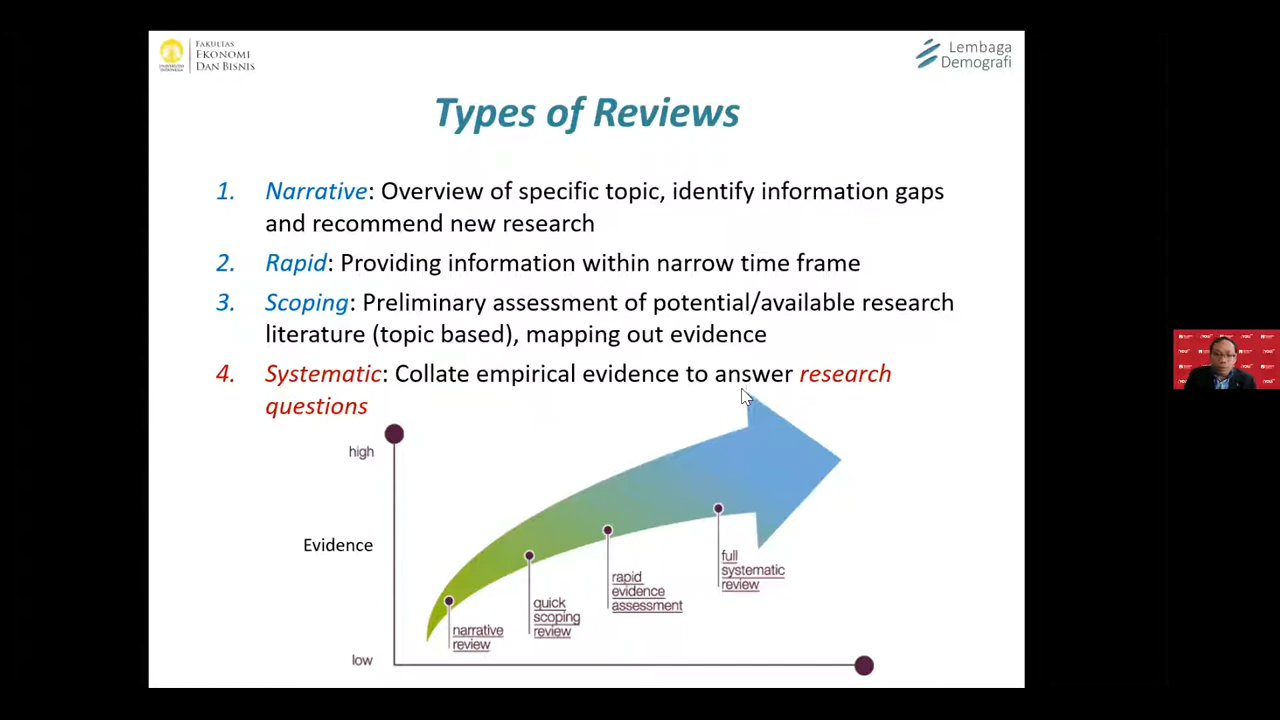 FAKULTAS
EKONOMI
DAN BISNIS
UNIVERSITAS
INDONESIA
Lembaga
Demografi
Types of Reviews
1. Narrative: Overview of specific topic, identify information gaps
and recommend new research
2. Rapid: Providing information within narrow time frame
3. Scoping: Preliminary assessment of potential/available research
literature (topic based), mapping out evidence
4. Systematic: Collate empirical evidence to answer research
questions
high
Evidence
low
narrative
review
quick
scoping
review
rapid
evidence
assessment
full
systematic
review